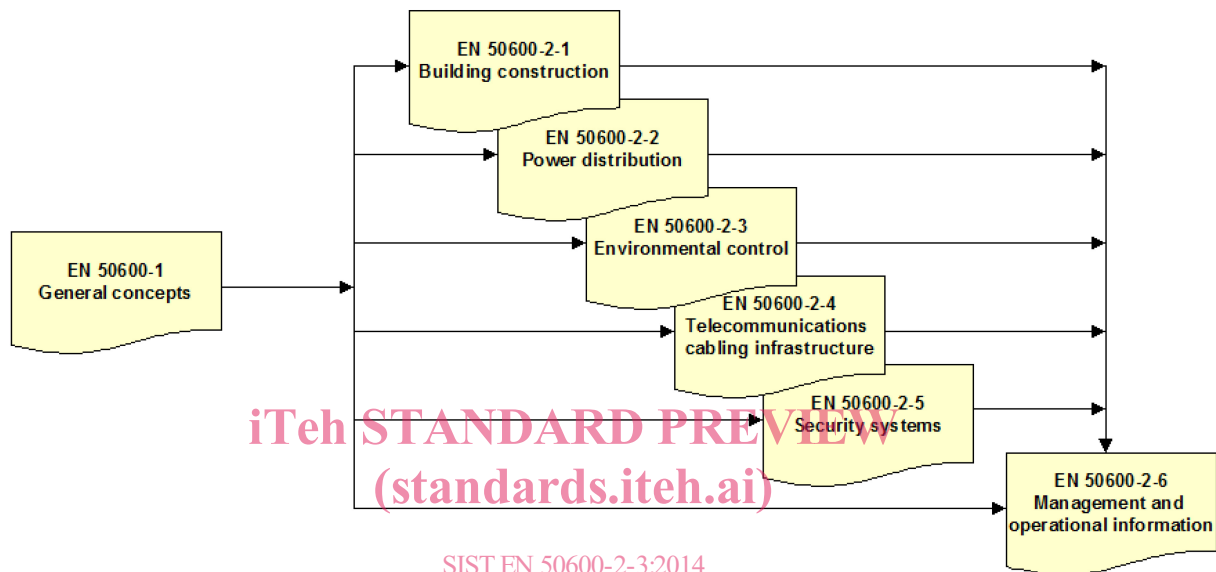 EN 50600-2-1
Building construction
EN 50600-2-2
Power distribution
EN 50600-2-3
Environmental control
EN 50600-1
General concepts
EN 50600-2-4
Telecommunications
cabling infrastructure
EN 50600-2-5
Security systems
iTeh STANDARD PREVIEW
(standards.iteh.ai)
EN 50600-2-6
Management and
operational information
SIST EN 50600-2-3:2014